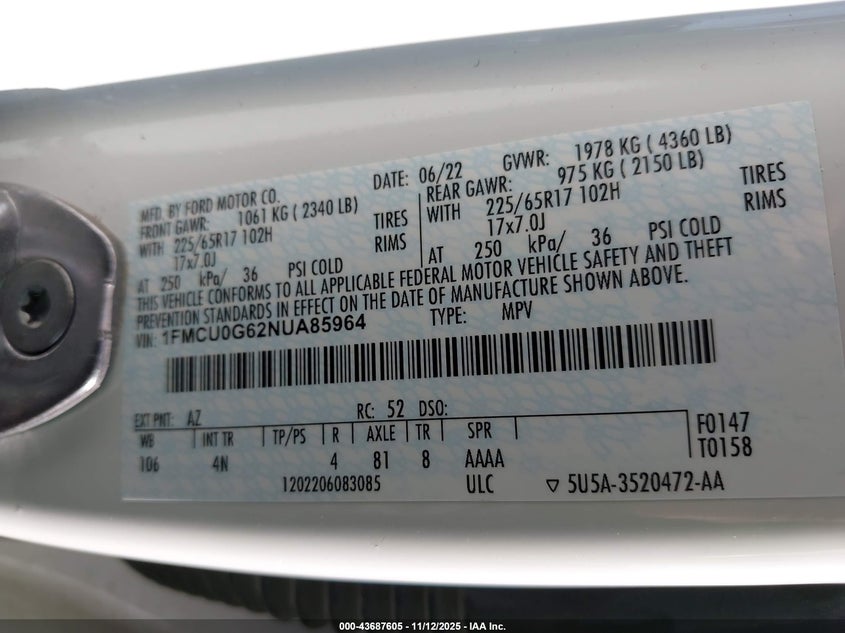 MFD. BY FORD MOTOR CO. DATE: 06/22 GVWR: 1978 KG ( 4360 LB)
FRONT GAWR: 1061 KG ( 2340 LB) REAR GAWR: 975 KG ( 2150 LB)
WITH 225/65R17 102H TIRES WITH 225/65R17 102H TIRES
17x7.0J RIMS 17x7.0J RIMS
AT 250 kPa/ 36 PSI COLD AT 250 kPa/ 36 PSI COLD
THIS VEHICLE CONFORMS TO ALL APPLICABLE FEDERAL MOTOR VEHICLE SAFETY AND THEFT
PREVENTION STANDARDS IN EFFECT ON THE DATE OF MANUFACTURE SHOWN ABOVE.
VIN: 1FMCU0G62NUA85964 TYPE: MPV
EXT PNT: AZ RC: 52 DSO:
WB INT TR TP/PS R AXLE TR SPR F0147
106 4N 4 81 8 AAAA T0158
1202206083085 ULC ▽ 5U5A-3520472-AA
000-43687605 - 11/12/2025 - IAA Inc.